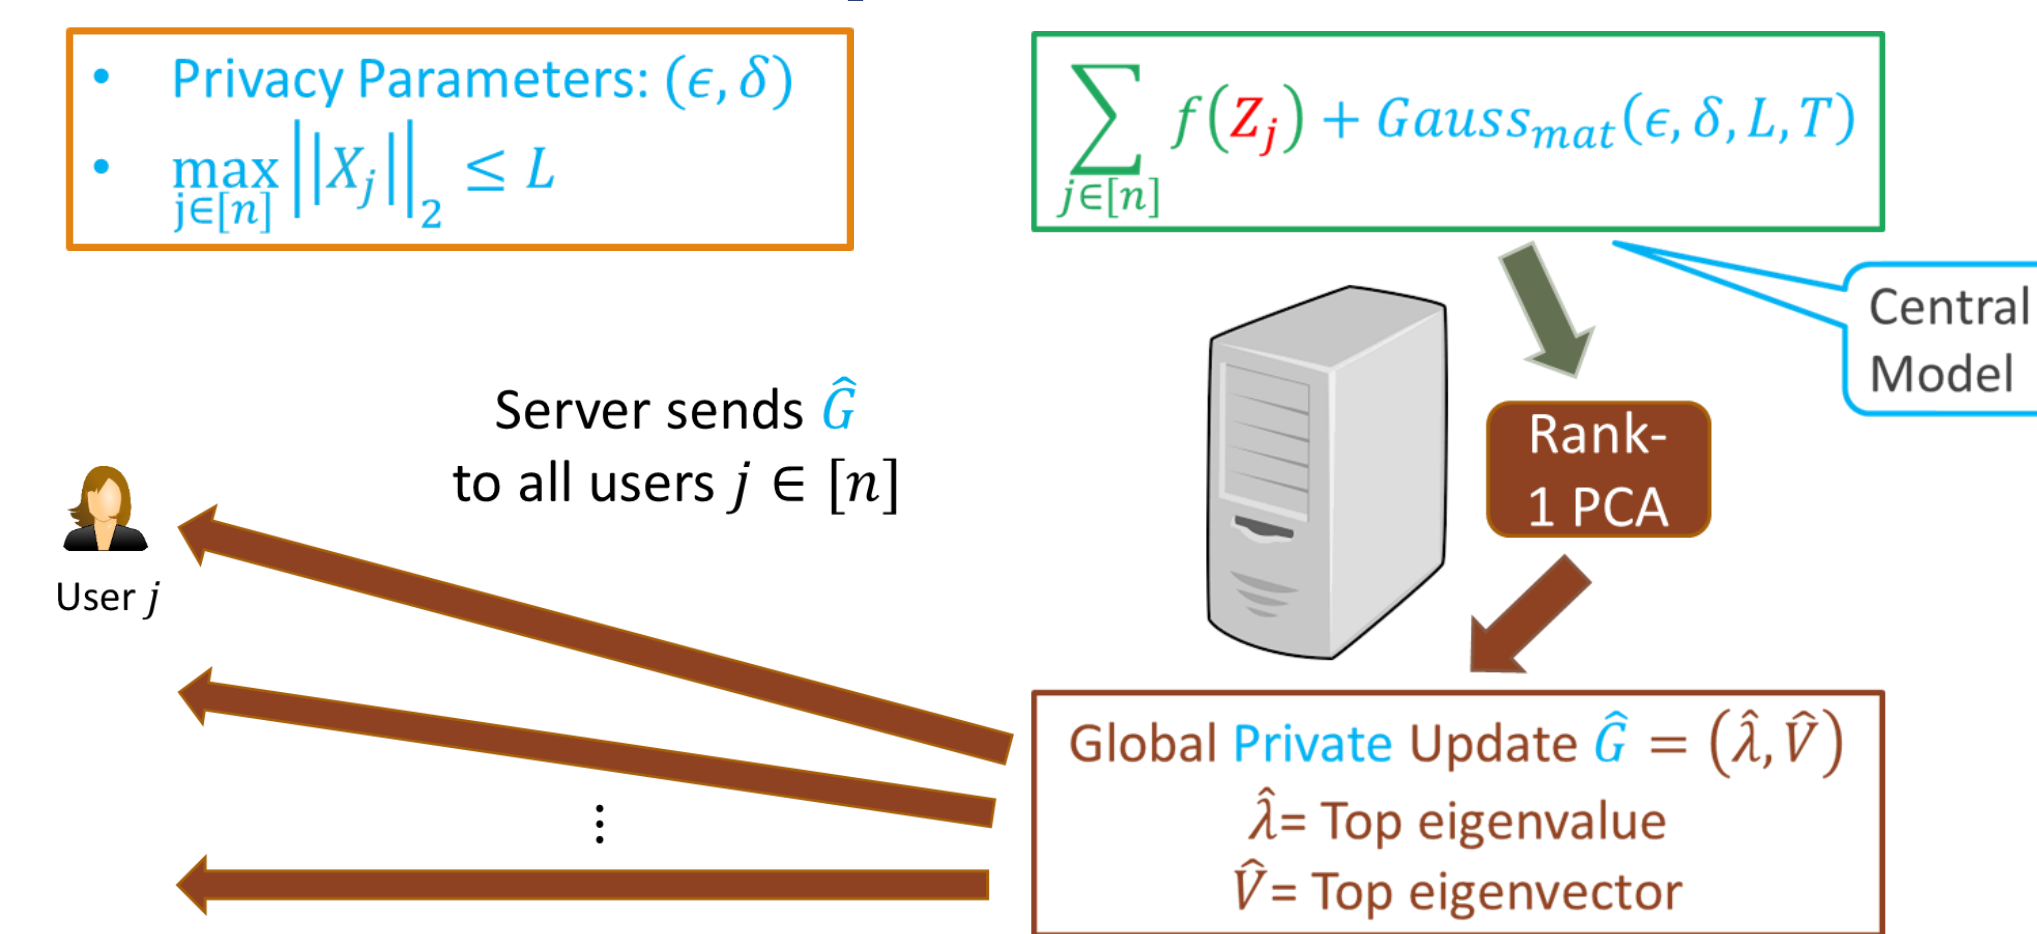 • Privacy Parameters: (ϵ, δ)
• max_{j∈[n]} ||X_j||_2 ≤ L
∑_{j∈[n]} f(Z_j) + Gauss_{mat}(ϵ, δ, L, T)
Central
Model
Server sends Ĝ
to all users j ∈ [n]
Rank-
1 PCA
User j
⋮
Global Private Update Ĝ = (λ̂, V̂)
λ̂= Top eigenvalue
V̂= Top eigenvector